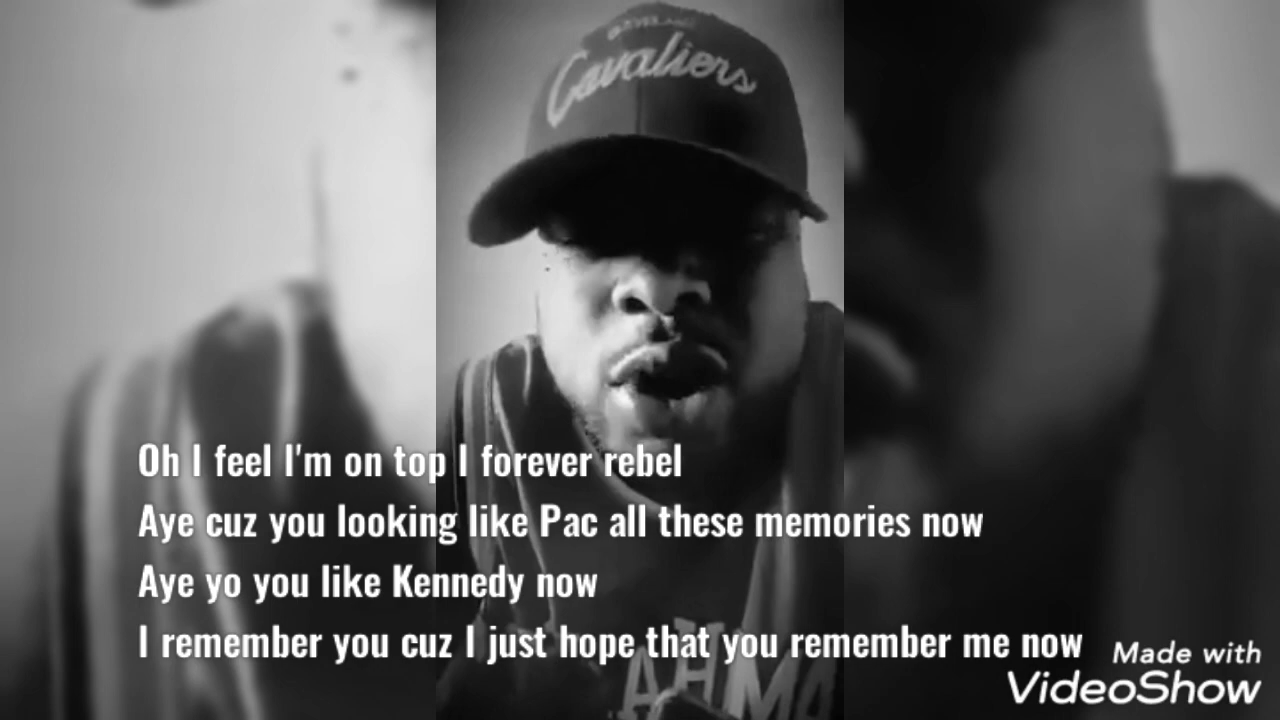 Cavaliers
Oh I feel I'm on top I forever rebel
Aye cuz you looking like Pac all these memories now
Aye yo you like Kennedy now
I remember you cuz I just hope that you remember me now
Made with
VideoShow